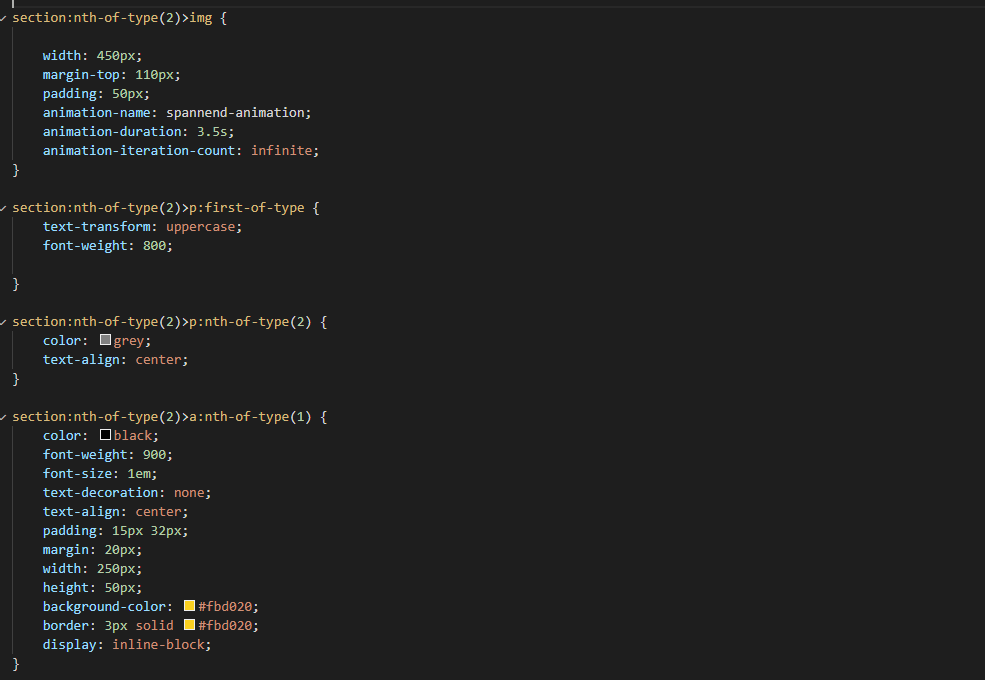 section:nth-of-type(2)>img {
width: 450px;
margin-top: 110px;
padding: 50px;
animation-name: spannend-animation;
animation-duration: 3.5s;
animation-iteration-count: infinite;
}
section:nth-of-type(2)>p:first-of-type {
text-transform: uppercase;
font-weight: 800;
}
section:nth-of-type(2)>p:nth-of-type(2) {
color: grey;
text-align: center;
}
section:nth-of-type(2)>a:nth-of-type(1) {
color: black;
font-weight: 900;
font-size: 1em;
text-decoration: none;
text-align: center;
padding: 15px 32px;
margin: 20px;
width: 250px;
height: 50px;
background-color: #fbd020;
border: 3px solid #fbd020;
display: inline-block;
}